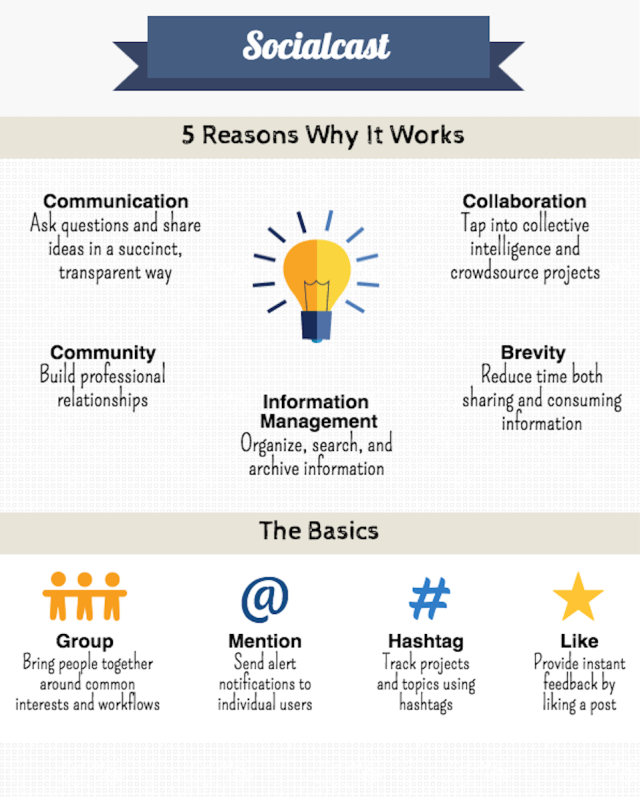 Socialcast
5 Reasons Why It Works
Communication
Ask questions and share
ideas in a succinct,
transparent way
Collaboration
Tap into collective
intelligence and
crowdsource projects
Community
Build professional
relationships
Brevity
Reduce time both
sharing and consuming
information
Information
Management
Organize, search, and
archive information
The Basics
@
#
Group
Bring people together
around common
interests and workflows
Mention
Send alert
notifications to
individual users
Hashtag
Track projects
and topics using
hashtags
Like
Provide instant
feedback by
liking a post